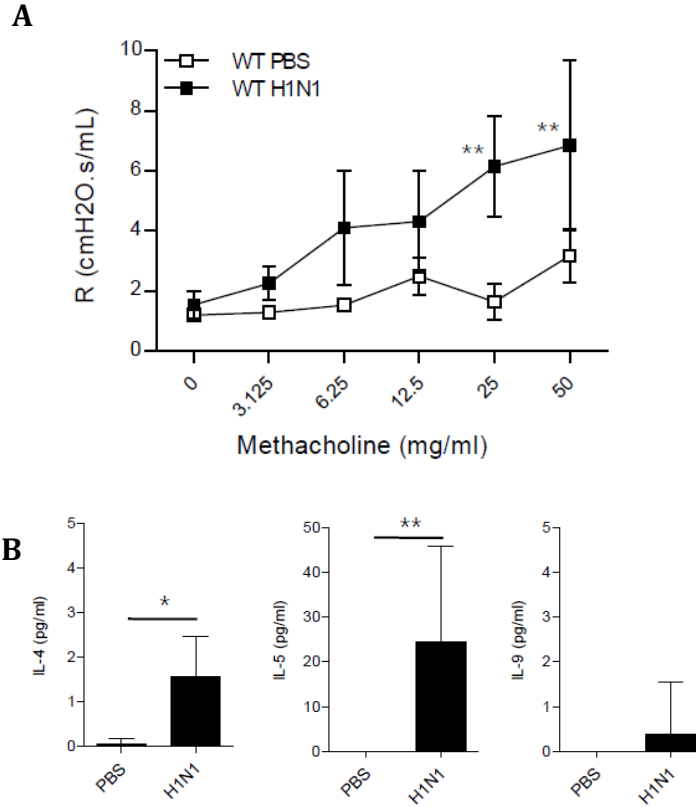 A
WT PBS
WT H1N1
R (cmH2O.s/mL)
10
8
6
4
2
0
**
**
0
3.125
6.25
12.5
25
50
Methacholine (mg/ml)
B
IL-4 (pg/ml)
5
4
3
2
1
0
*
PBS
H1N1
IL-5 (pg/ml)
50
40
30
20
10
0
**
PBS
H1N1
IL-9 (pg/ml)
5
4
3
2
1
0
PBS
H1N1